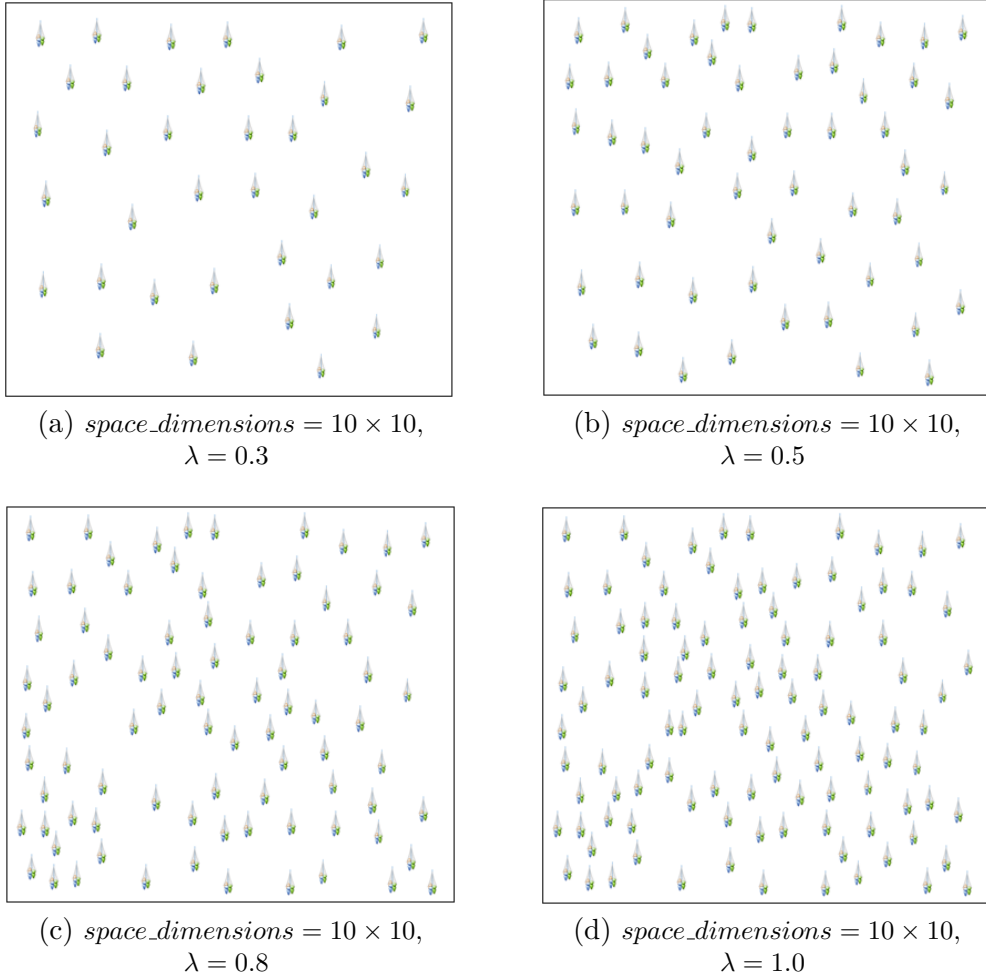 (a) space_dimensions = 10 × 10,
λ = 0.3
(b) space_dimensions = 10 × 10,
λ = 0.5
(c) space_dimensions = 10 × 10,
λ = 0.8
(d) space_dimensions = 10 × 10,
λ = 1.0